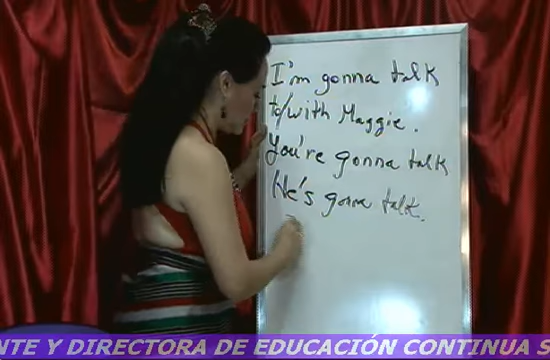 I'm gonna talk
to/with Maggie.
You're gonna talk
He's gonna talk.
NTE Y DIRECTORA DE EDUCACIÓN CONTINUA S